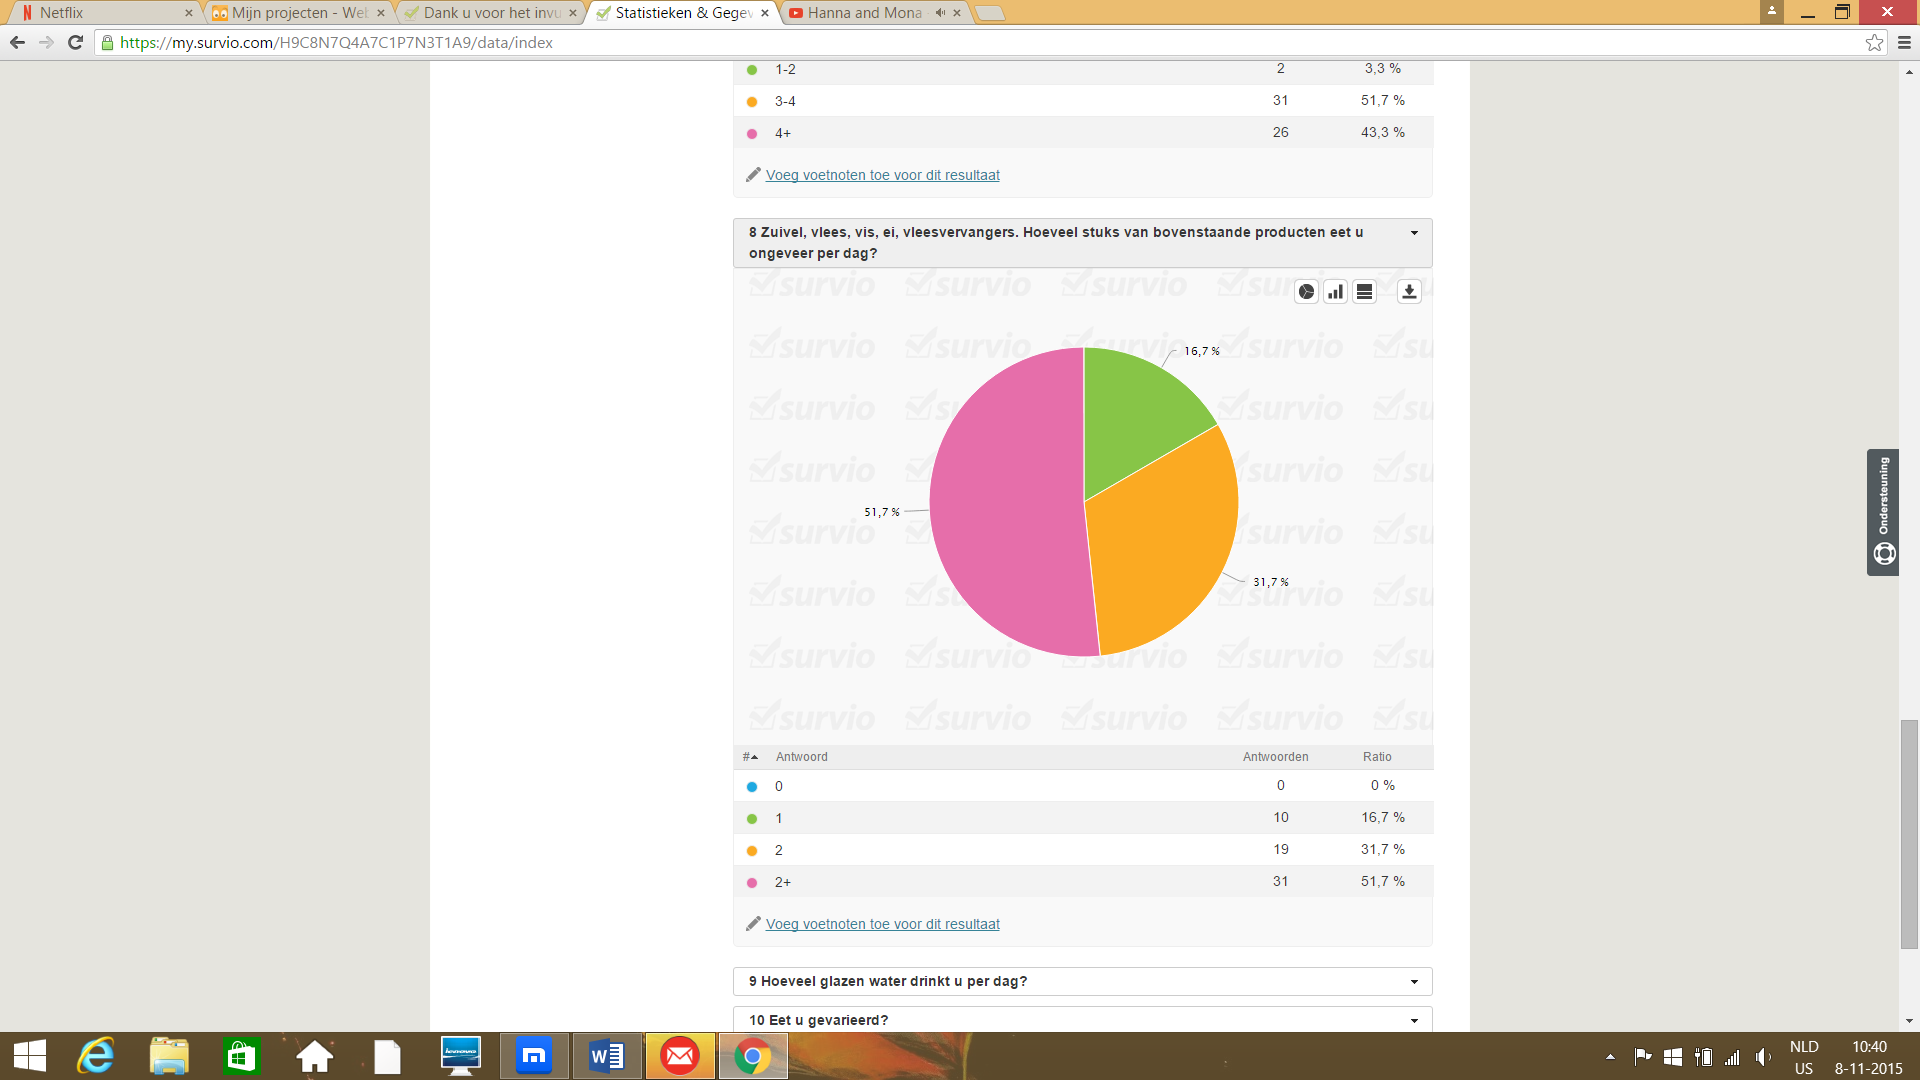 Netflix
Mijn projecten - Wel
Dank u voor het invu
Statistieken & Gegev
Hanna and Mona
https://my.survio.com/H9C8N7Q4A7C1P7N3T1A9/data/index
1-2 2 3,3 %
3-4 31 51,7 %
4+ 26 43,3 %
Voeg voetnoten toe voor dit resultaat
8 Zuivel, vlees, vis, ei, vleesvervangers. Hoeveel stuks van bovenstaande producten eet u
ongeveer per dag?
survio
16,7 %
51,7 %
31,7 %
Ondersteuning
# Antwoord Antwoorden Ratio
0 0 0 %
1 10 16,7 %
2 19 31,7 %
2+ 31 51,7 %
Voeg voetnoten toe voor dit resultaat
9 Hoeveel glazen water drinkt u per dag?
10 Eet u gevarieerd?
NLD 10:40
US 8-11-2015